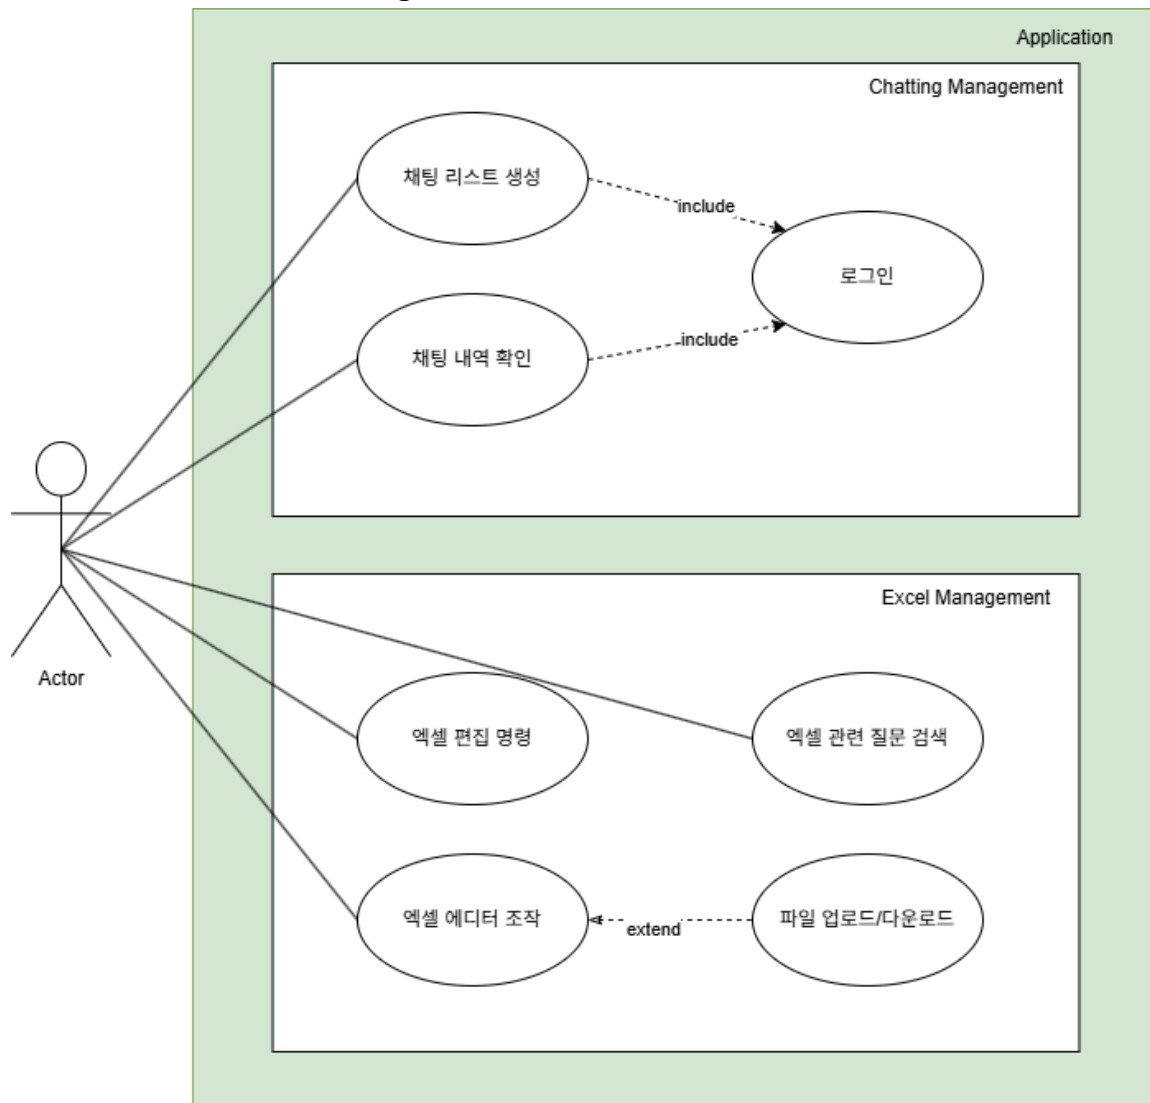 Application
Chatting Management
채팅 리스트 생성
include
로그인
채팅 내역 확인
include
Actor
Excel Management
엑셀 편집 명령
엑셀 관련 질문 검색
엑셀 에디터 조작
extend
파일 업로드/다운로드